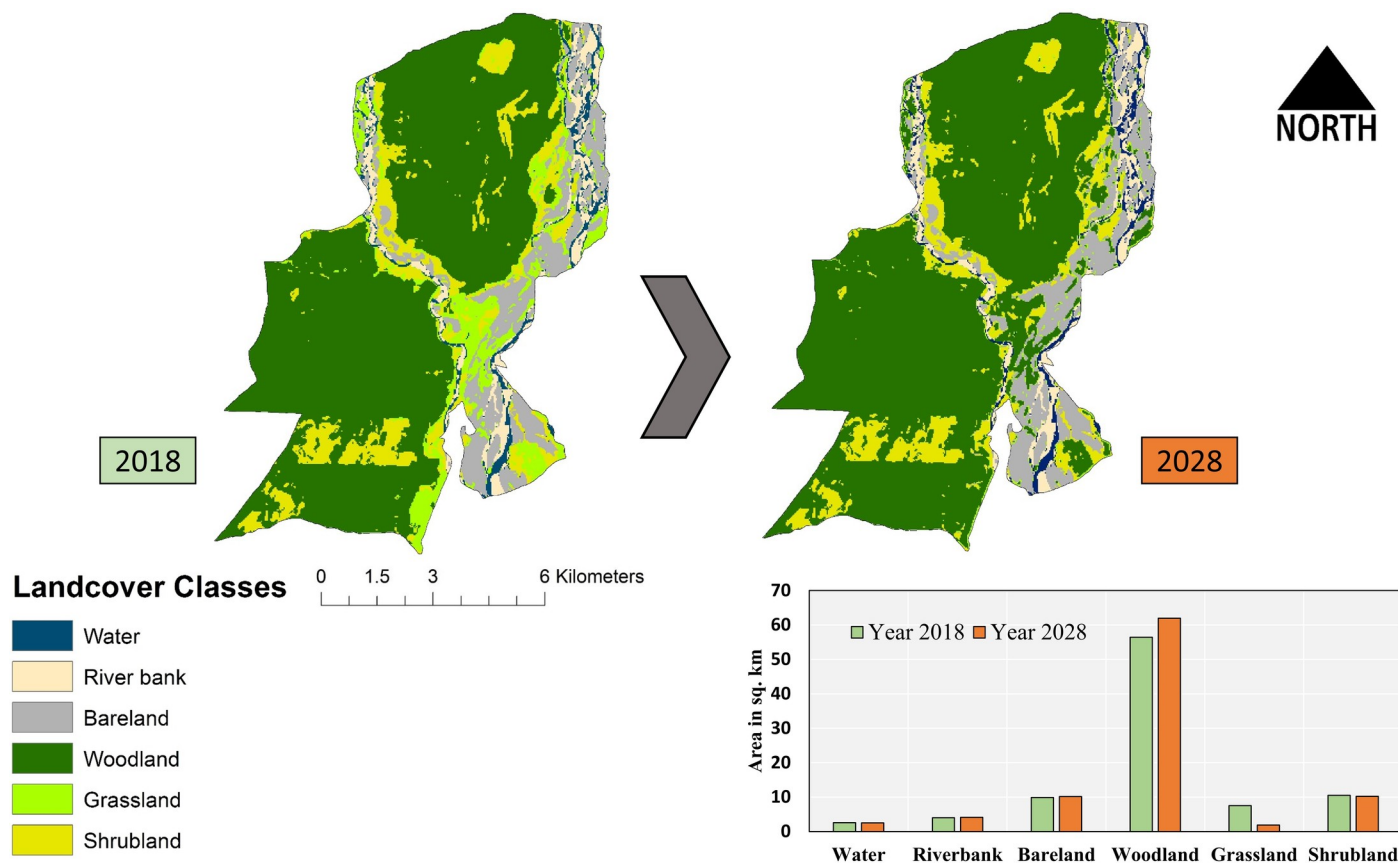 NORTH
2018
2028
Landcover Classes
0 1.5 3 6 Kilometers
Water
River bank
Bareland
Woodland
Grassland
Shrubland
70
60
50
40
30
20
10
0
Area in sq. km
Year 2018 Year 2028
Water Riverbank Bareland Woodland Grassland Shrubland